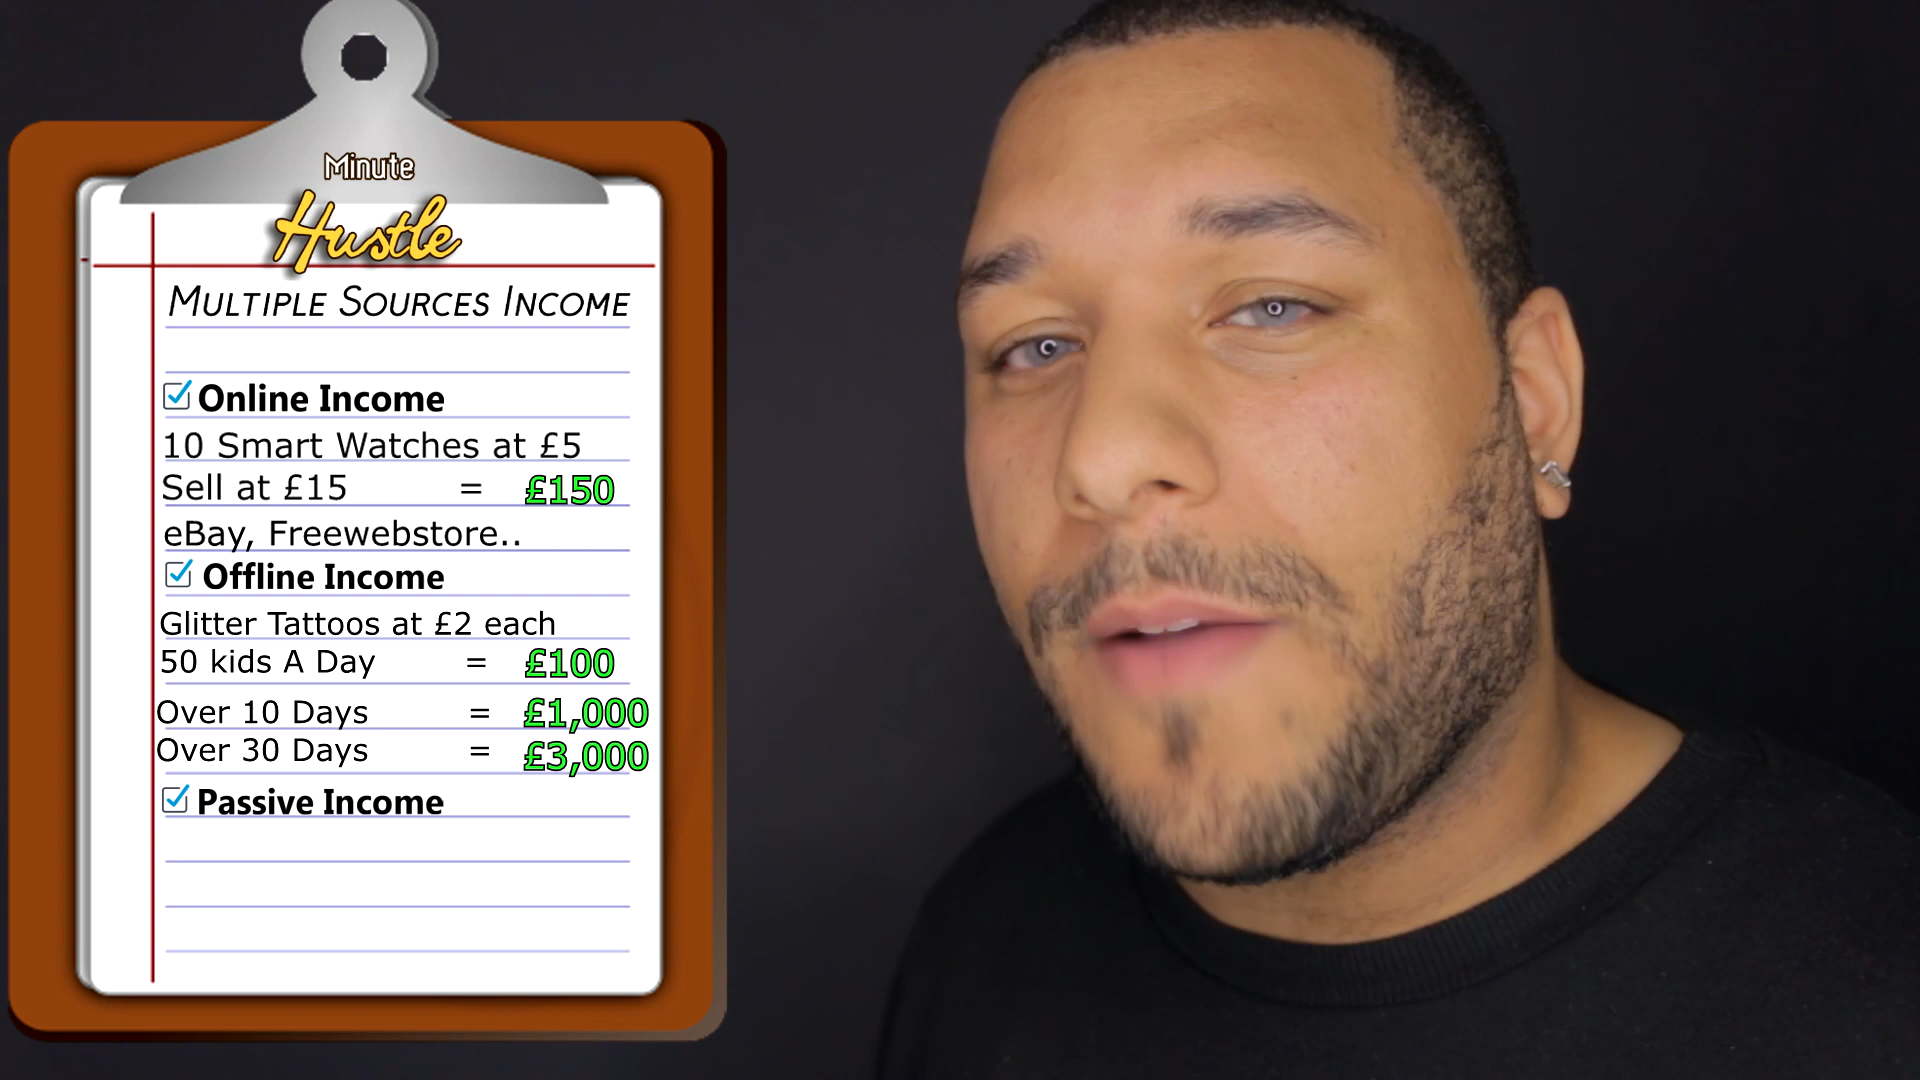 Minute
Hustle
Multiple Sources Income
Online Income
10 Smart Watches at £5
Sell at £15 = £150
eBay, Freewebstore..
Offline Income
Glitter Tattoos at £2 each
50 kids A Day = £100
Over 10 Days = £1,000
Over 30 Days = £3,000
Passive Income